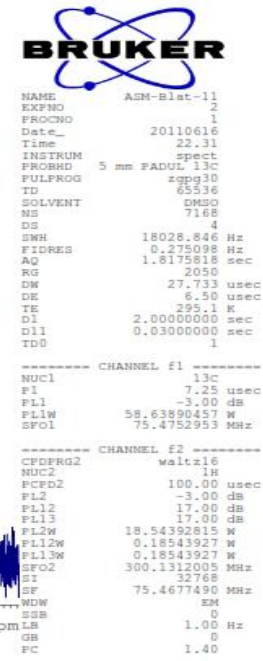 BRUKER
NAME ASM-Blat-11
EXPNO 2
PROCNO 1
Date_ 20110616
Time 22.31
INSTRUM spect
PROBHD 5 mm PADUL 13C
PULPROG zgpg30
TD 65536
SOLVENT DMSO
NS 7168
DS 4
SWH 18028.846 Hz
FIDRES 0.275098 Hz
AQ 1.8175818 sec
RG 2050
DW 27.733 usec
DE 6.50 usec
TE 295.1 K
D1 2.00000000 sec
D11 0.03000000 sec
TD0 1
======== CHANNEL f1 ========
NUC1 13C
P1 7.25 usec
PL1 -3.00 dB
PL1W 58.63890457 W
SFO1 75.4752953 MHz
======== CHANNEL f2 ========
CPDPRG2 waltz16
NUC2 1H
PCPD2 100.00 usec
PL2 -3.00 dB
PL12 17.00 dB
PL13 17.00 dB
PL2W 18.54392815 W
PL12W 0.18543927 W
PL13W 0.18543927 W
SFO2 300.1312005 MHz
SI 32768
SF 75.4677490 MHz
WDW EM
SSB 0
ppm LB 1.00 Hz
GB 0
PC 1.40